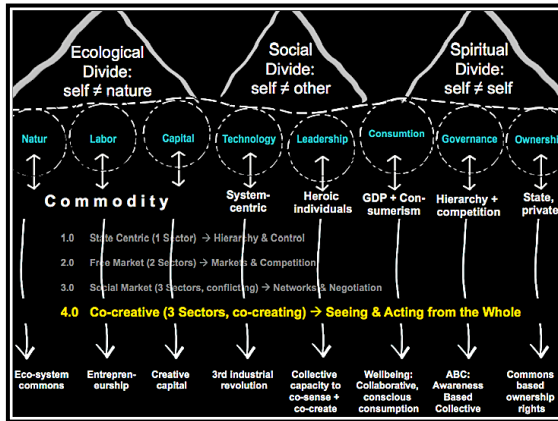 Ecological
Divide:
self ≠ nature
Social
Divide:
self ≠ other
Spiritual
Divide:
self ≠ self
Natur
Labor
Capital
Technology
Leadership
Consumtion
Governance
Ownership
Commodity
System-
centric
Heroic
individuals
GDP + Con-
sumerism
Hierarchy +
competition
State,
private
1.0 State Centric (1 Sector) → Hierarchy & Control
2.0 Free Market (2 Sectors) → Markets & Competition
3.0 Social Market (3 Sectors, conflicting) → Networks & Negotiation
4.0 Co-creative (3 Sectors, co-creating) → Seeing & Acting from the Whole
Eco-system
commons
Entrepren-
eurship
Creative
capital
3rd industrial
revolution
Collective
capacity to
co-sense +
co-create
Wellbeing:
Collaborative,
conscious
consumption
ABC:
Awareness
Based
Collective
Commons
based
ownership
rights